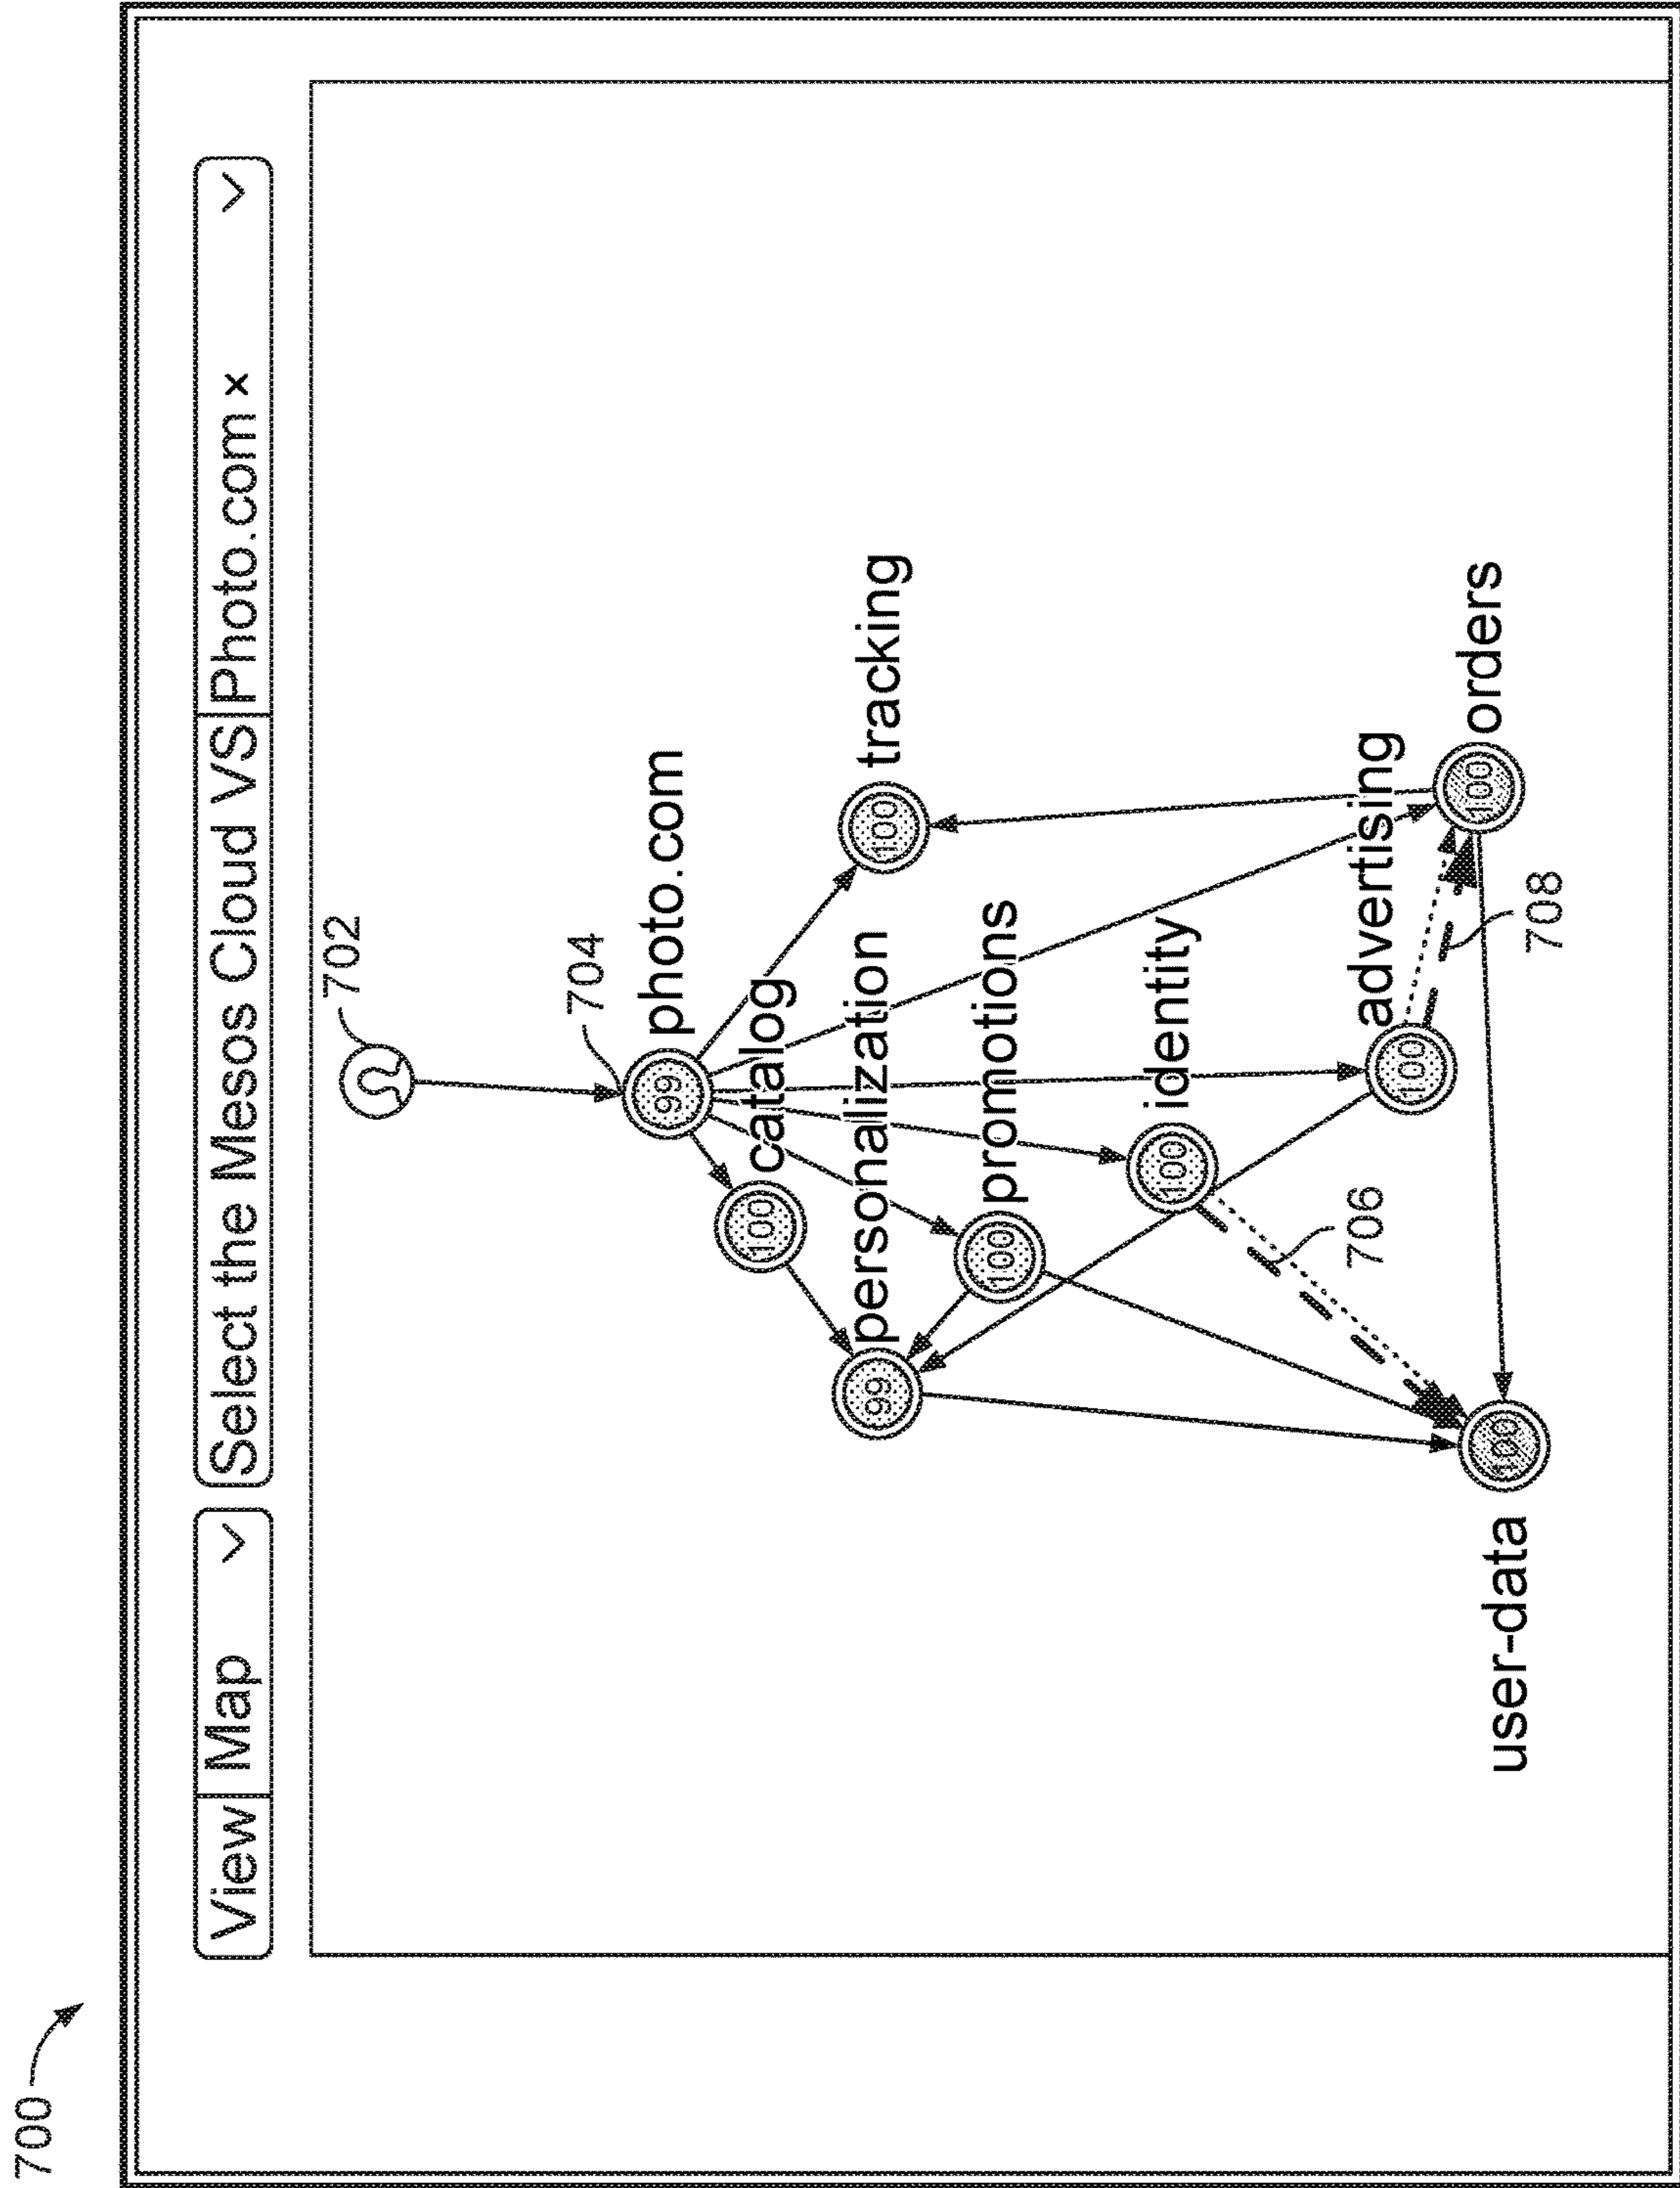 700
View Map
Select the Mesos Cloud VS Photo.com ×
702
704
99 photo.com
100 catalog
99 personalization
100 tracking
100 promotions
100 identity
706
100 advertising
100 orders
708
user-data 100